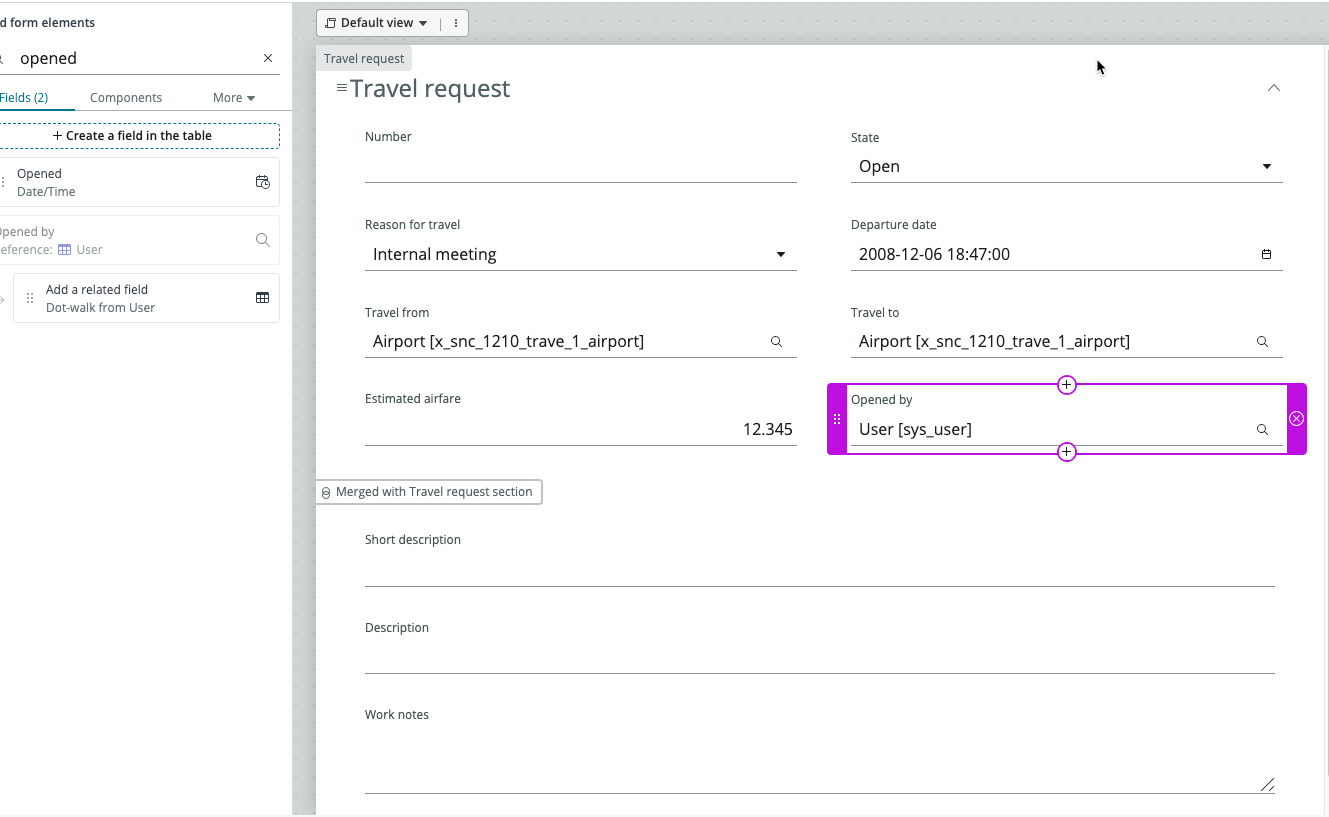 d form elements
opened
Fields (2)
Components
More
+ Create a field in the table
Opened
Date/Time
pened by
eference: User
Add a related field
Dot-walk from User
Default view
Travel request
Travel request
Number
State
Open
Reason for travel
Internal meeting
Departure date
2008-12-06 18:47:00
Travel from
Airport [x_snc_1210_trave_1_airport]
Travel to
Airport [x_snc_1210_trave_1_airport]
Estimated airfare
12.345
Opened by
User [sys_user]
Merged with Travel request section
Short description
Description
Work notes